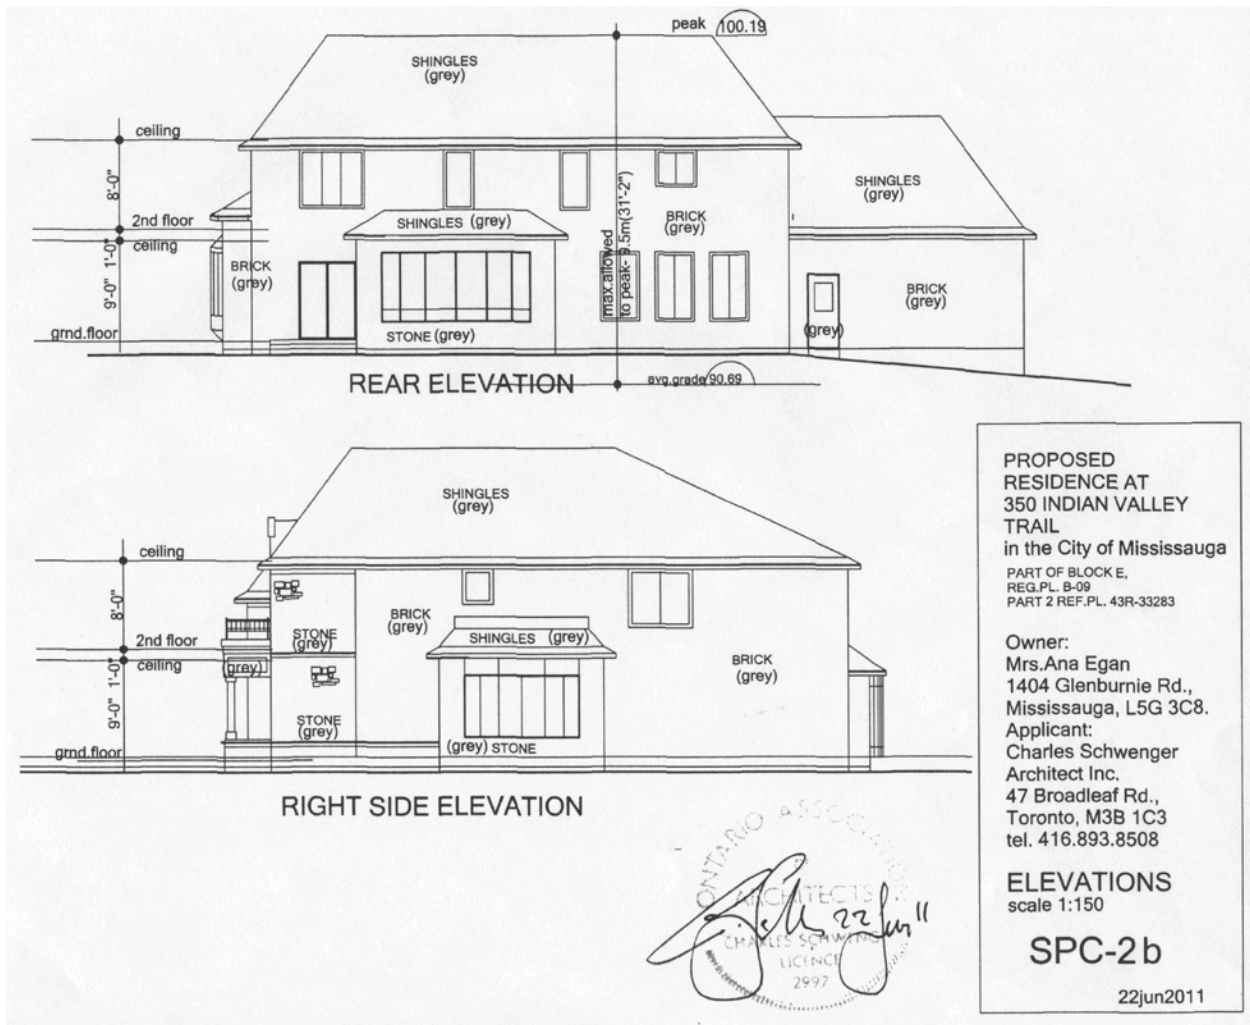 peak 100.19
SHINGLES
(grey)
ceiling
8'-0"
2nd floor
ceiling
1'-0"
9'-0"
grnd.floor
BRICK
(grey)
SHINGLES (grey)
STONE (grey)
max.allowed
to peak- 9.5m(31'-2")
BRICK
(grey)
SHINGLES
(grey)
BRICK
(grey)
(grey)
REAR ELEVATION
avg.grade 90.69
SHINGLES
(grey)
ceiling
8'-0"
2nd floor
ceiling
1'-0"
9'-0"
grnd.floor
(grey)
STONE
(grey)
STONE
(grey)
BRICK
(grey)
SHINGLES (grey)
(grey) STONE
BRICK
(grey)
RIGHT SIDE ELEVATION
ONTARIO ASSOCIATION
ARCHITECTS
CHARLES SCHWENG
LICENCE
2997
22 Jun 11
PROPOSED
RESIDENCE AT
350 INDIAN VALLEY
TRAIL
in the City of Mississauga
PART OF BLOCK E,
REG.PL. B-09
PART 2 REF.PL. 43R-33283
Owner:
Mrs.Ana Egan
1404 Glenburnie Rd.,
Mississauga, L5G 3C8.
Applicant:
Charles Schwenger
Architect Inc.
47 Broadleaf Rd.,
Toronto, M3B 1C3
tel. 416.893.8508
ELEVATIONS
scale 1:150
SPC-2b
22jun2011